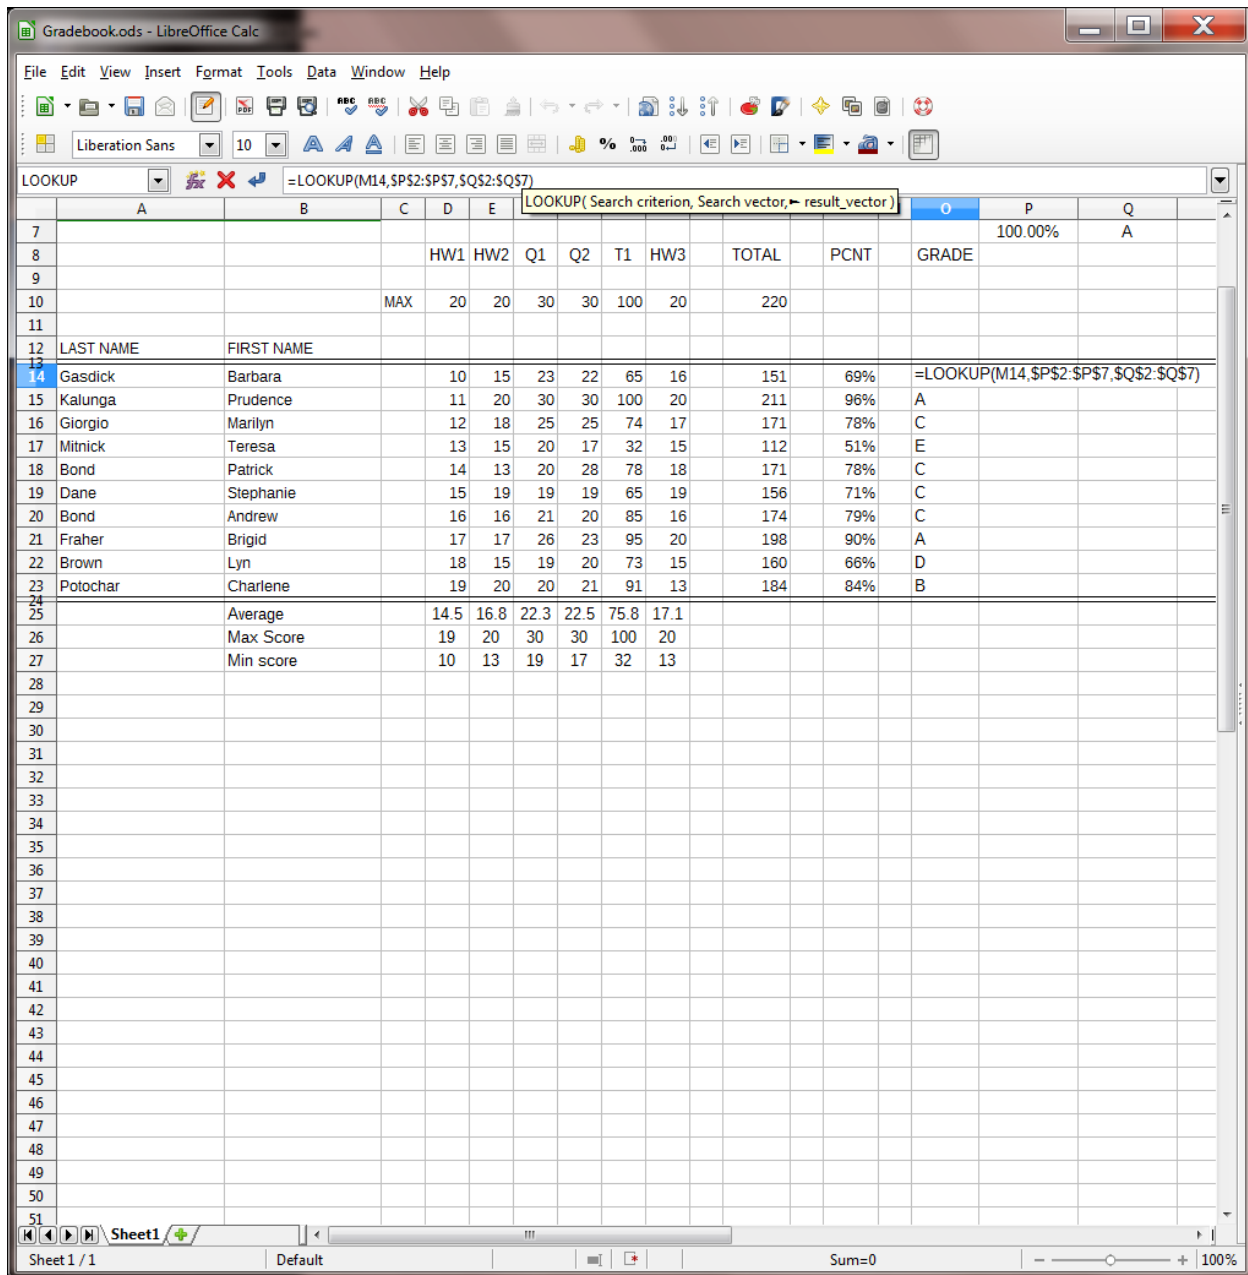 Gradebook.ods - LibreOffice Calc
File Edit View Insert Format Tools Data Window Help
Liberation Sans 10
LOOKUP =LOOKUP(M14,$P$2:$P$7,$Q$2:$Q$7)
LOOKUP( Search criterion, Search vector, result_vector )
A B C D E O P Q
7 100.00% A
8 HW1 HW2 Q1 Q2 T1 HW3 TOTAL PCNT GRADE
9
10 MAX 20 20 30 30 100 20 220
11
12 LAST NAME FIRST NAME
13
14 Gasdick Barbara 10 15 23 22 65 16 151 69% =LOOKUP(M14,$P$2:$P$7,$Q$2:$Q$7)
15 Kalunga Prudence 11 20 30 30 100 20 211 96% A
16 Giorgio Marilyn 12 18 25 25 74 17 171 78% C
17 Mitnick Teresa 13 15 20 17 32 15 112 51% E
18 Bond Patrick 14 13 20 28 78 18 171 78% C
19 Dane Stephanie 15 19 19 19 65 19 156 71% C
20 Bond Andrew 16 16 21 20 85 16 174 79% C
21 Fraher Brigid 17 17 26 23 95 20 198 90% A
22 Brown Lyn 18 15 19 20 73 15 160 66% D
23 Potochar Charlene 19 20 20 21 91 13 184 84% B
24
25 Average 14.5 16.8 22.3 22.5 75.8 17.1
26 Max Score 19 20 30 30 100 20
27 Min score 10 13 19 17 32 13
28
29
30
31
32
33
34
35
36
37
38
39
40
41
42
43
44
45
46
47
48
49
50
51
Sheet1
Sheet 1 / 1 Default Sum=0 100%